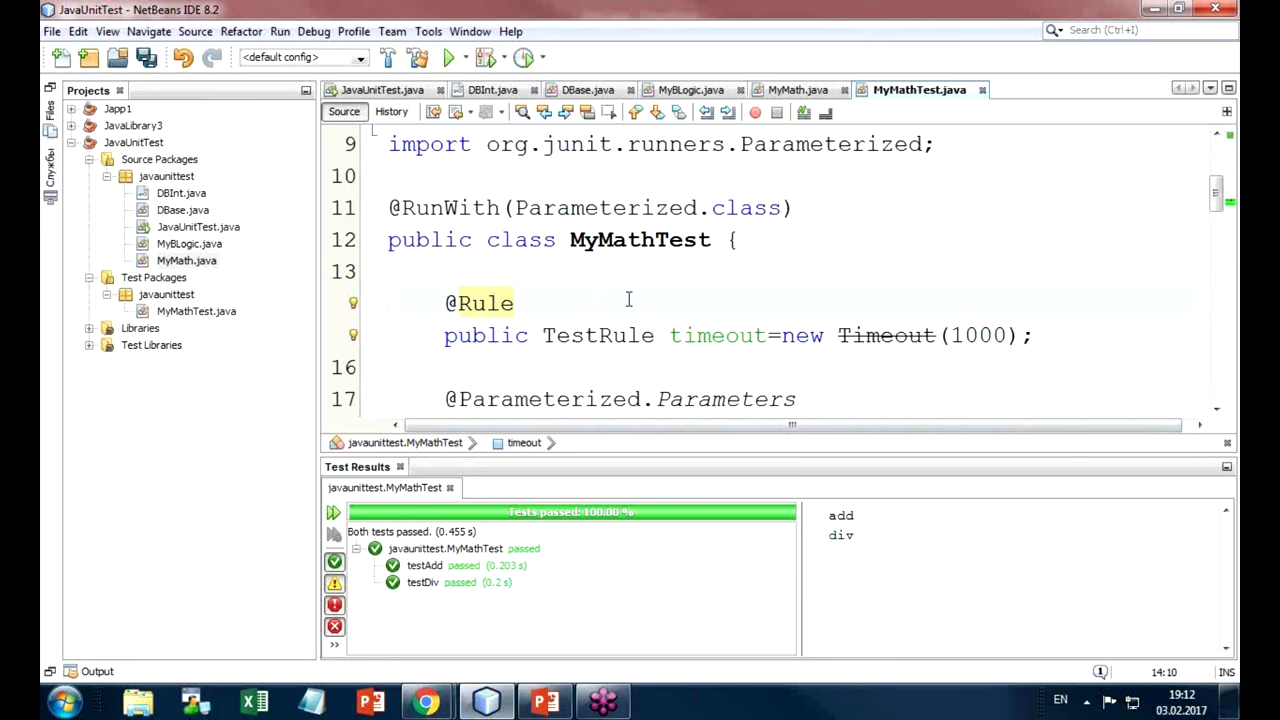 JavaUnitTest - NetBeans IDE 8.2
File Edit View Navigate Source Refactor Run Debug Profile Team Tools Window Help
Search (Ctrl+I)
<default config>
Projects
JavaUnitTest.java DBInt.java DBase.java MyBLogic.java MyMath.java MyMathTest.java
Files
Службы
Japp1
JavaLibrary3
JavaUnitTest
Source Packages
javaunittest
DBInt.java
DBase.java
JavaUnitTest.java
MyBLogic.java
MyMath.java
Test Packages
javaunittest
MyMathTest.java
Libraries
Test Libraries
Source History
9 import org.junit.runners.Parameterized;
10
11 @RunWith(Parameterized.class)
12 public class MyMathTest {
13
@Rule
public TestRule timeout=new Timeout(1000);
16
17 @Parameterized.Parameters
javaunittest.MyMathTest timeout
Test Results
javaunittest.MyMathTest
Tests passed: 100.00 %
Both tests passed. (0.455 s)
javaunittest.MyMathTest passed
testAdd passed (0.203 s)
testDiv passed (0.2 s)
add
div
Output
1 14:10 INS
EN 19:12
03.02.2017